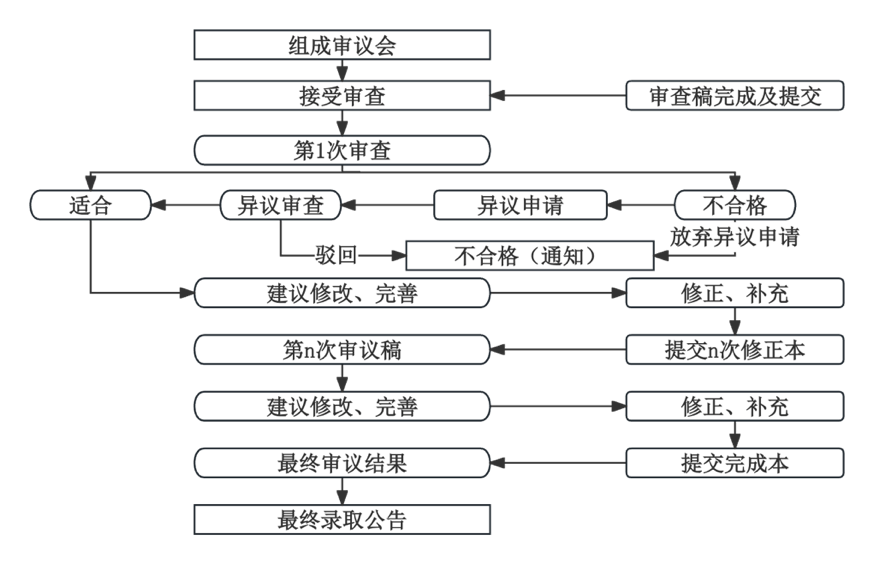 组成审议会
接受审查
审查稿完成及提交
第1次审查
适合
异议审查
异议申请
不合格
放弃异议申请
驳回
不合格（通知）
建议修改、完善
修正、补充
第n次审议稿
提交n次修正本
建议修改、完善
修正、补充
最终审议结果
提交完成本
最终录取公告